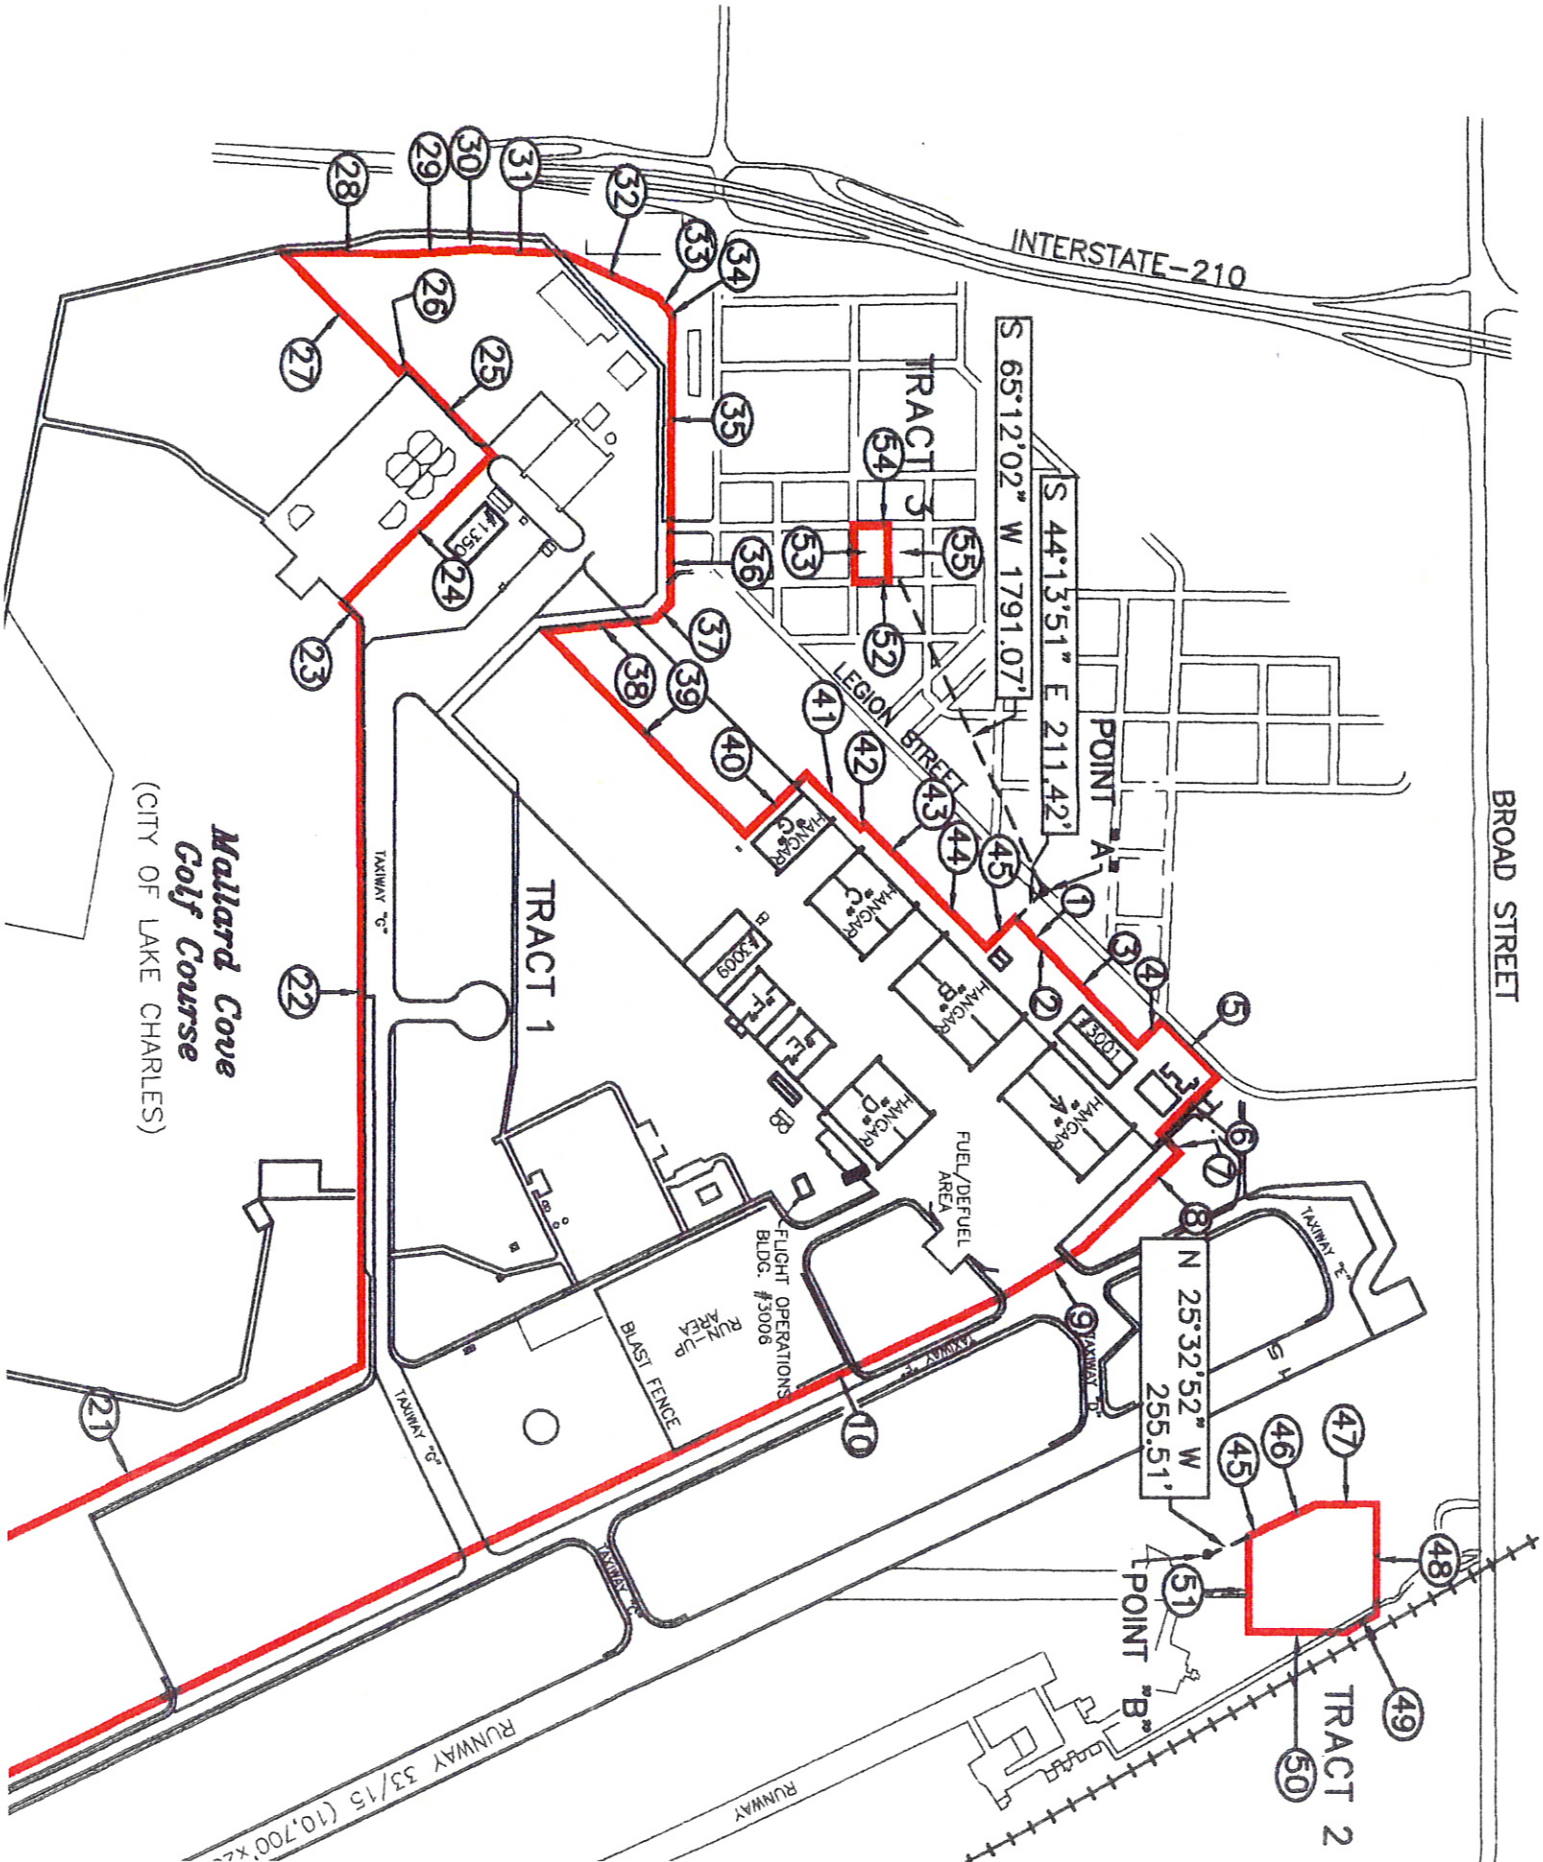 BROAD STREET
INTERSTATE-210
S 65°12'02" W 1791.07'
S 44°13'51" E 211.42'
POINT "A"
LEGION STREET
TRACT 3
54
53
55
52
28
29
30
31
32
33
34
35
36
37
38
39
40
41
42
43
44
45
1
2
3
4
5
6
7
8
9
10
26
25
27
24
23
22
21
#1350
HANGAR
"G"
HANGAR
"C"
HANGAR
"B"
HANGAR
"A"
HANGAR
"D"
#3001
#3009
"F"
"E"
TRACT 1
FUEL/DEFUEL
AREA
FLIGHT OPERATIONS
BLDG. #3006
RUN-UP
AREA
BLAST FENCE
TAXIWAY "G"
TAXIWAY "G"
TAXIWAY "F"
TAXIWAY "E"
TAXIWAY "D"
TAXIWAY "C"
Mallard Cove
Golf Course
(CITY OF LAKE CHARLES)
N 25°32'52" W
255.51'
45
46
47
48
49
50
51
POINT "B"
TRACT 2
RUNWAY 33/15 (10,700'x
RUNWAY